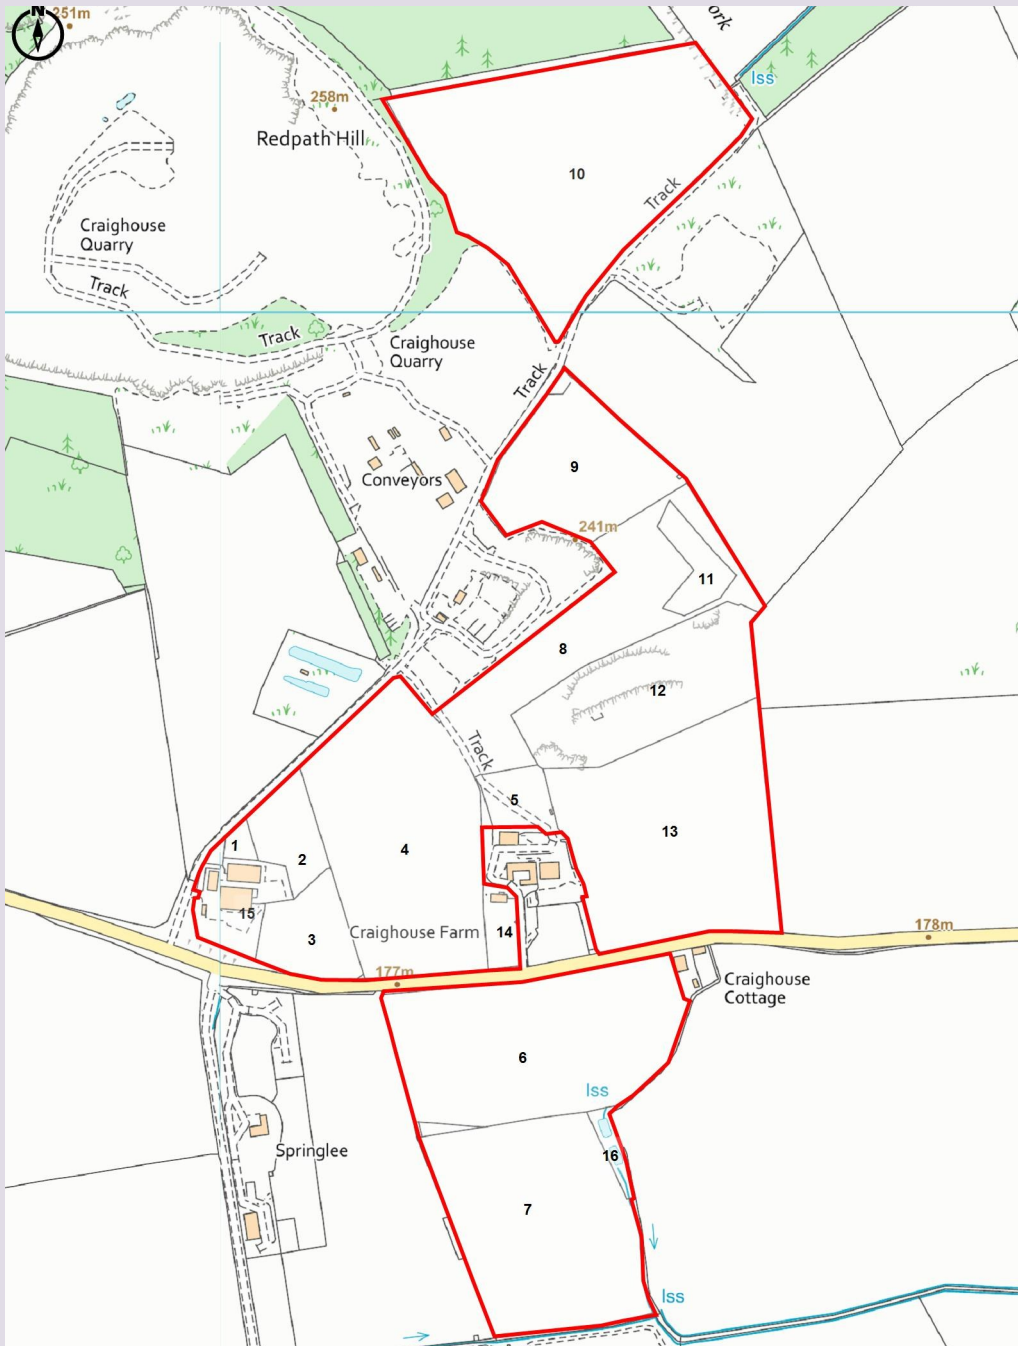 N
251m
ork
Iss
258m
Redpath Hill
10
Track
Craighouse
Quarry
Track
Track
Craighouse
Quarry
Track
9
Conveyors
241m
11
8
12
Track
5
13
1
2
4
15
3
Craighouse Farm
14
178m
177m
Craighouse
Cottage
6
Iss
Springlee
16
7
Iss